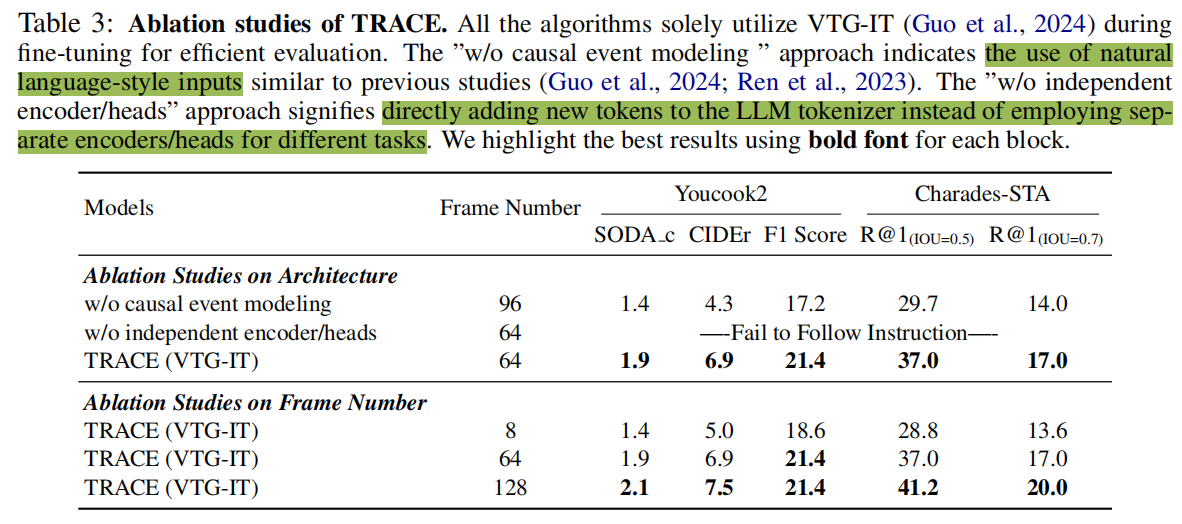 Table 3: Ablation studies of TRACE. All the algorithms solely utilize VTG-IT (Guo et al., 2024) during
fine-tuning for efficient evaluation. The ”w/o causal event modeling ” approach indicates the use of natural
language-style inputs similar to previous studies (Guo et al., 2024; Ren et al., 2023). The ”w/o independent
encoder/heads” approach signifies directly adding new tokens to the LLM tokenizer instead of employing sep-
arate encoders/heads for different tasks. We highlight the best results using bold font for each block.
Models Frame Number Youcook2 Charades-STA
SODA_c CIDEr F1 Score R@1(IOU=0.5) R@1(IOU=0.7)
Ablation Studies on Architecture
w/o causal event modeling 96 1.4 4.3 17.2 29.7 14.0
w/o independent encoder/heads 64 —-Fail to Follow Instruction—-
TRACE (VTG-IT) 64 1.9 6.9 21.4 37.0 17.0
Ablation Studies on Frame Number
TRACE (VTG-IT) 8 1.4 5.0 18.6 28.8 13.6
TRACE (VTG-IT) 64 1.9 6.9 21.4 37.0 17.0
TRACE (VTG-IT) 128 2.1 7.5 21.4 41.2 20.0